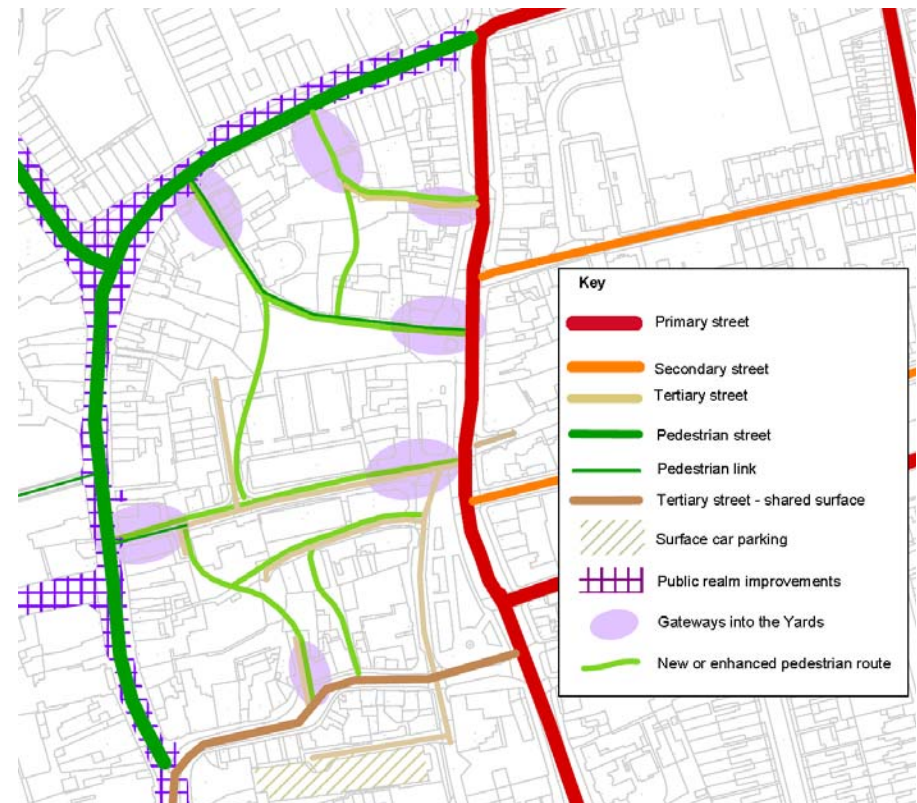 Key
Primary street
Secondary street
Tertiary street
Pedestrian street
Pedestrian link
Tertiary street - shared surface
Surface car parking
Public realm improvements
Gateways into the Yards
New or enhanced pedestrian route